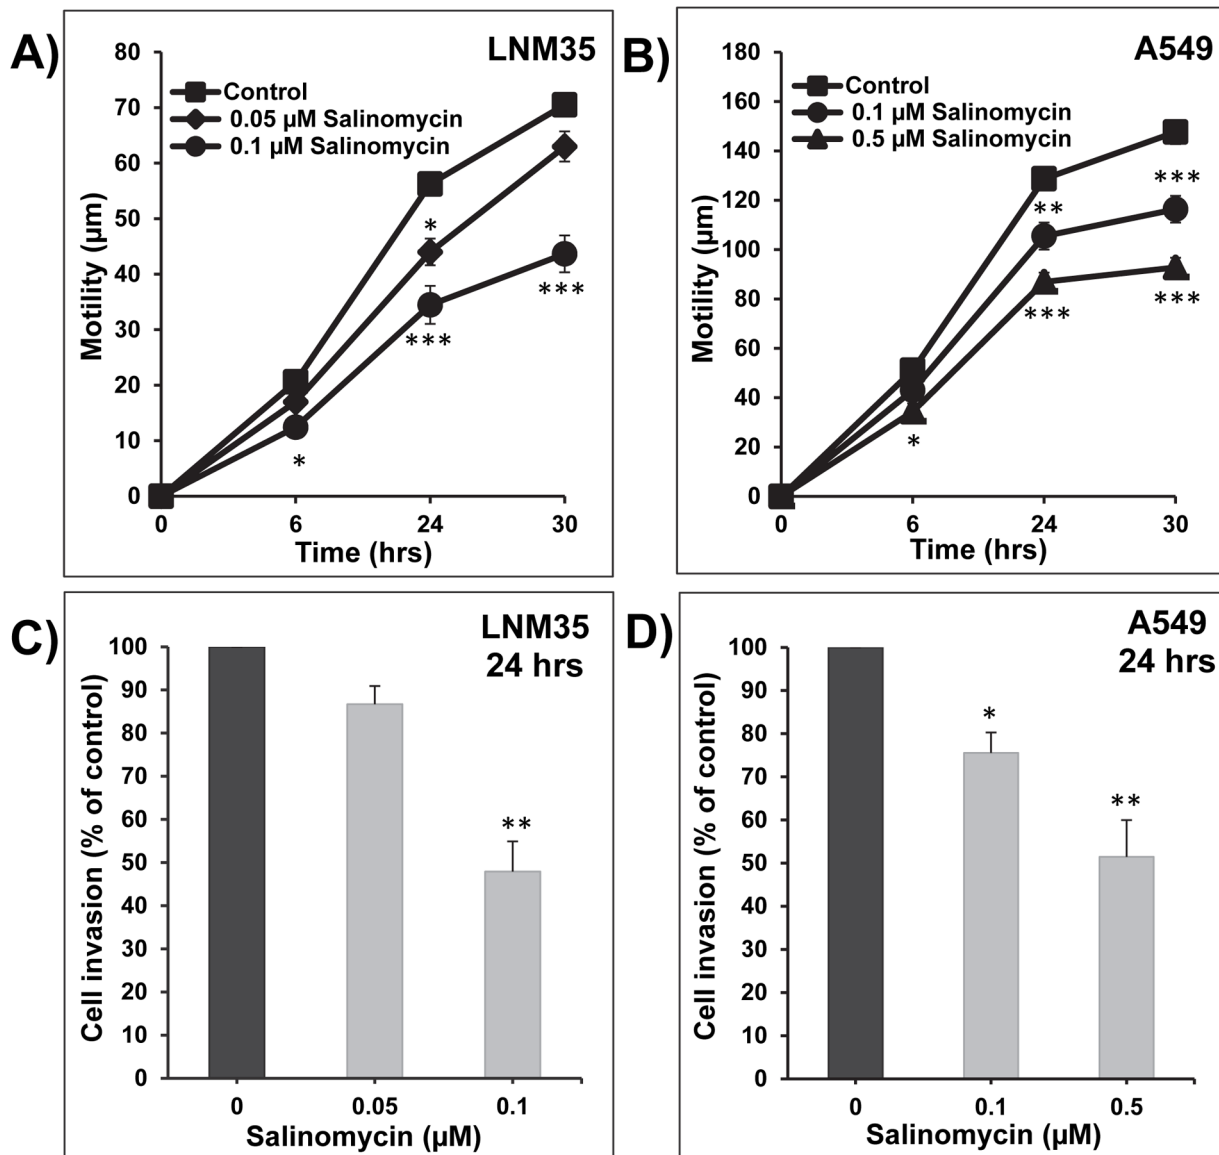 A)
LNM35
Control
0.05 µM Salinomycin
0.1 µM Salinomycin
Motility (µm)
80
70
60
50
40
30
20
10
0
*
***
***
*
0 6 24 30
Time (hrs)
B)
A549
Control
0.1 µM Salinomycin
0.5 µM Salinomycin
Motility (µm)
180
160
140
120
100
80
60
40
20
0
***
**
***
***
*
0 6 24 30
Time (hrs)
C)
LNM35
24 hrs
Cell invasion (% of control)
100
90
80
70
60
50
40
30
20
10
0
**
0 0.05 0.1
Salinomycin (µM)
D)
A549
24 hrs
Cell invasion (% of control)
100
90
80
70
60
50
40
30
20
10
0
*
**
0 0.1 0.5
Salinomycin (µM)